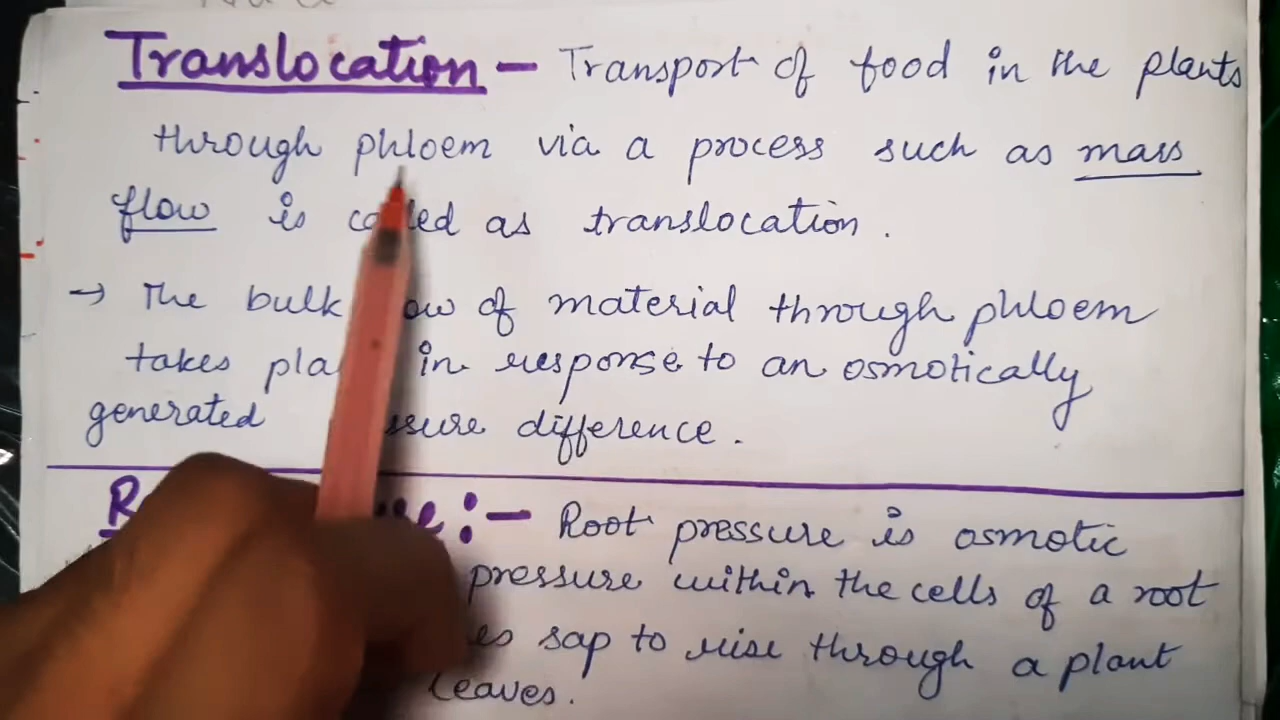 Translocation - Transport of food in the plants
through phloem via a process such as mass
flow is called as translocation.
→ The bulk of material through phloem
takes in response to an osmotically
generated difference.
:- Root pressure is osmotic
pressure within the cells of a root
sap to rise through a plant
leaves.